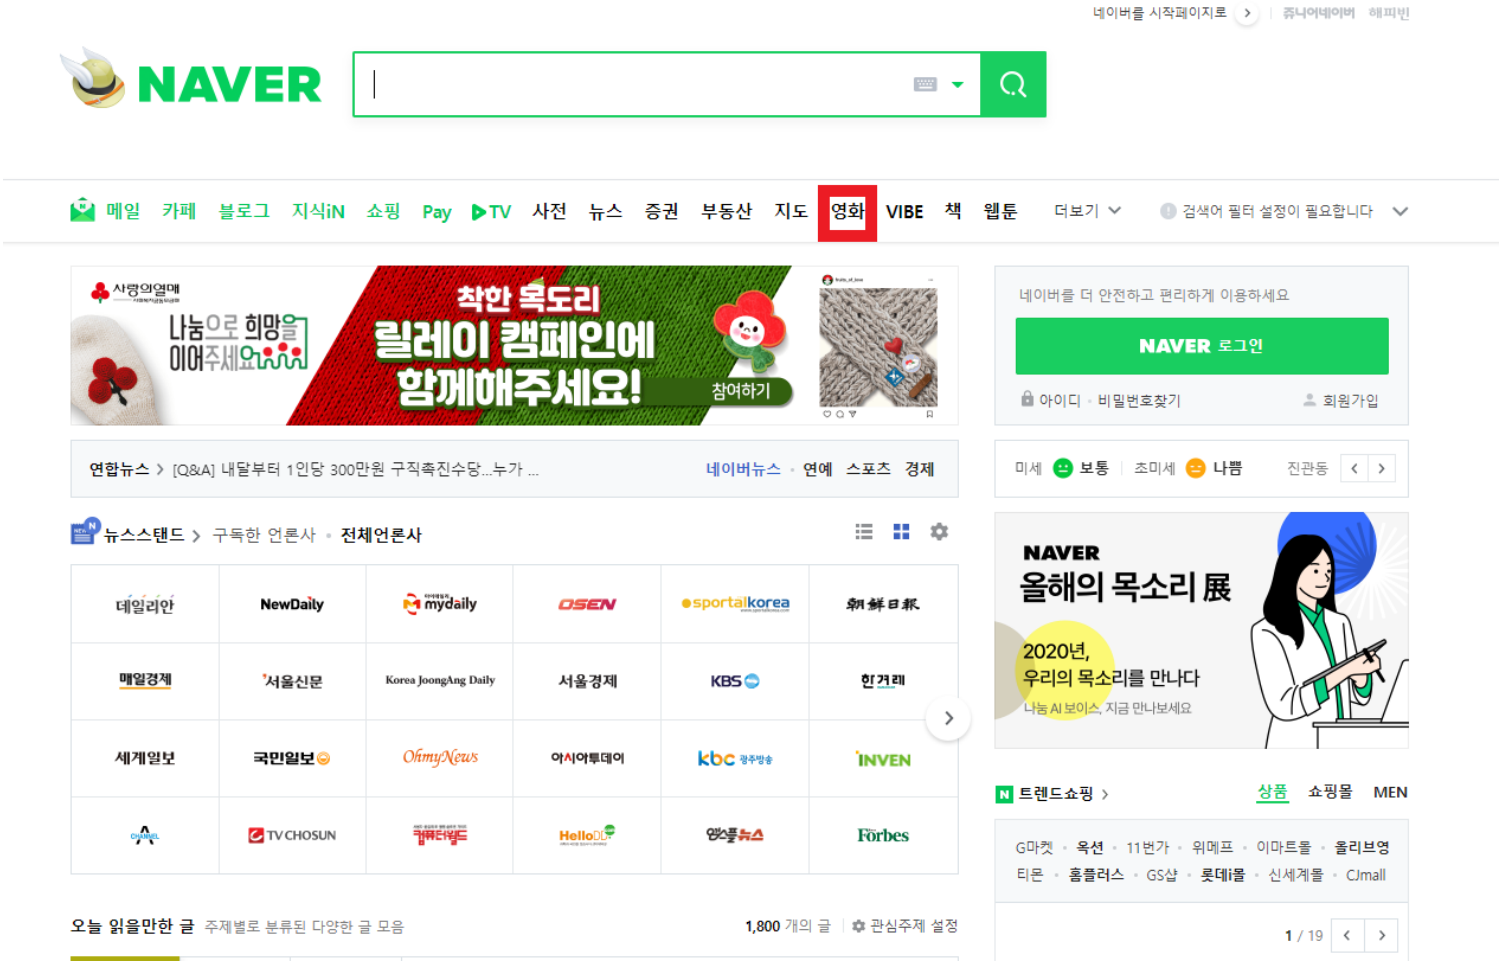 네이버를 시작페이지로 쥬니어네이버 해피빈
NAVER
메일 카페 블로그 지식iN 쇼핑 Pay TV 사전 뉴스 증권 부동산 지도 영화 VIBE 책 웹툰 더보기 검색어 필터 설정이 필요합니다
사랑의열매
나눔으로 희망을
이어주세요
착한 목도리
릴레이 캠페인에
함께해주세요!
참여하기
fruits_of_love
네이버를 더 안전하고 편리하게 이용하세요
NAVER 로그인
아이디 · 비밀번호찾기 회원가입
연합뉴스 > [Q&A] 내달부터 1인당 300만원 구직촉진수당...누가 ...
네이버뉴스 · 연예 스포츠 경제
미세 보통 초미세 나쁨 진관동
뉴스스탠드 > 구독한 언론사 · 전체언론사
데일리안 NewDaily mydaily OSEN sportalkorea 朝鮮日報
매일경제 서울신문 Korea JoongAng Daily 서울경제 KBS 한겨레
세계일보 국민일보 OhmyNews 아시아투데이 kbc 광주방송 INVEN
CHANNEL A TV CHOSUN 컴퓨터월드 HelloDD 엠스플뉴스 Forbes
NAVER
올해의 목소리 展
2020년,
우리의 목소리를 만나다
나눔 AI 보이스, 지금 만나보세요
트렌드쇼핑 > 상품 쇼핑몰 MEN
G마켓 · 옥션 · 11번가 · 위메프 · 이마트몰 · 올리브영
티몬 · 홈플러스 · GS샵 · 롯데i몰 · 신세계몰 · CJmall
1 / 19
오늘 읽을만한 글 주제별로 분류된 다양한 글 모음 1,800 개의 글 관심주제 설정